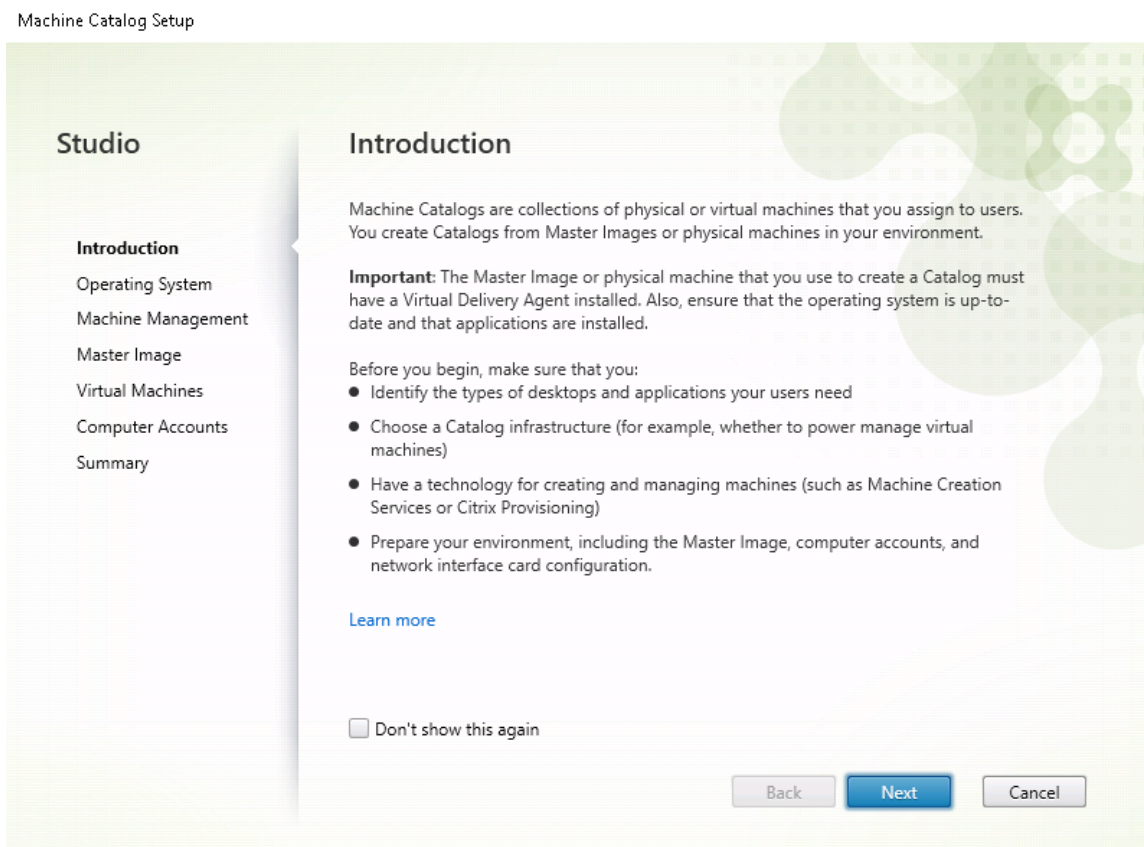 Machine Catalog Setup
Studio
Introduction
Operating System
Machine Management
Master Image
Virtual Machines
Computer Accounts
Summary
Introduction
Machine Catalogs are collections of physical or virtual machines that you assign to users.
You create Catalogs from Master Images or physical machines in your environment.
Important: The Master Image or physical machine that you use to create a Catalog must
have a Virtual Delivery Agent installed. Also, ensure that the operating system is up-to-
date and that applications are installed.
Before you begin, make sure that you:
● Identify the types of desktops and applications your users need
● Choose a Catalog infrastructure (for example, whether to power manage virtual
machines)
● Have a technology for creating and managing machines (such as Machine Creation
Services or Citrix Provisioning)
● Prepare your environment, including the Master Image, computer accounts, and
network interface card configuration.
Learn more
Don't show this again
Back
Next
Cancel